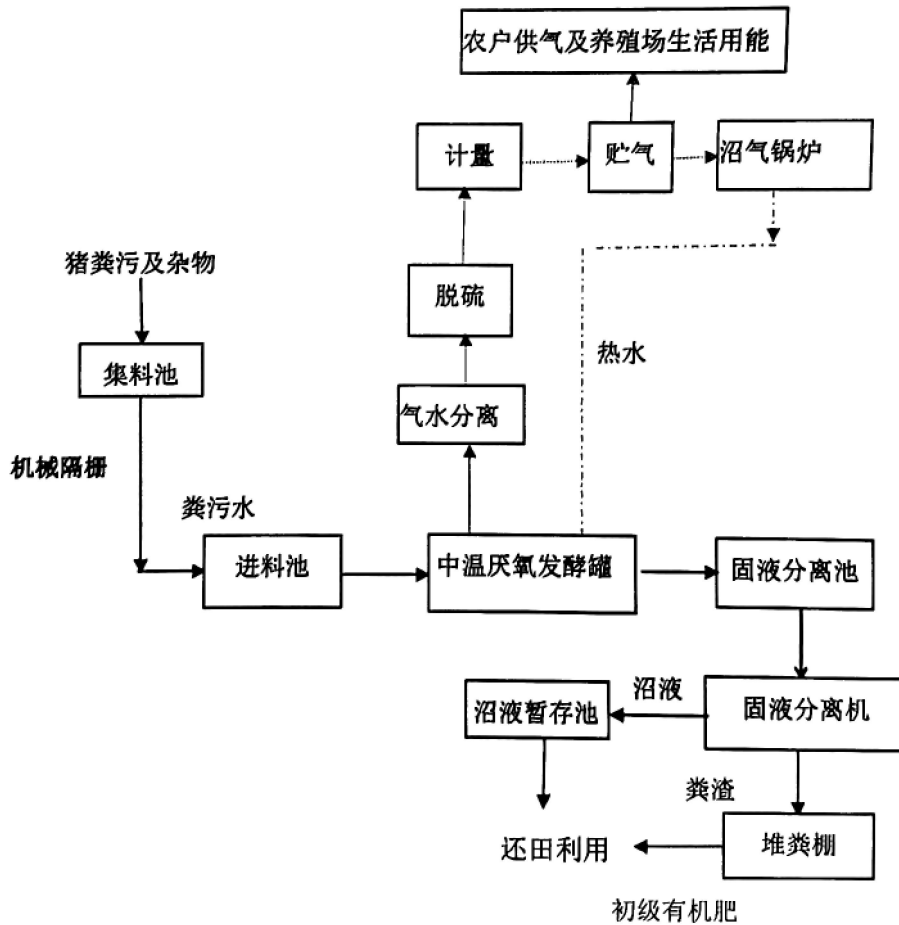 农户供气及养殖场生活用能
计量
贮气
沼气锅炉
猪粪污及杂物
脱硫
热水
集料池
气水分离
机械隔栅
粪污水
进料池
中温厌氧发酵罐
固液分离池
沼液
沼液暂存池
固液分离机
粪渣
还田利用
堆粪棚
初级有机肥